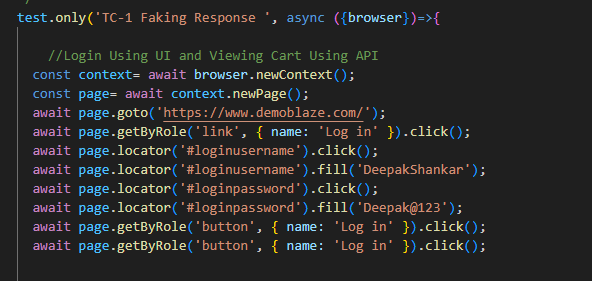 test.only('TC-1 Faking Response ', async ({browser})=>{
//Login Using UI and Viewing Cart Using API
const context= await browser.newContext();
const page= await context.newPage();
await page.goto('https://www.demoblaze.com/');
await page.getByRole('link', { name: 'Log in' }).click();
await page.locator('#loginusername').click();
await page.locator('#loginusername').fill('DeepakShankar');
await page.locator('#loginpassword').click();
await page.locator('#loginpassword').fill('Deepak@123');
await page.getByRole('button', { name: 'Log in' }).click();
await page.getByRole('button', { name: 'Log in' }).click();